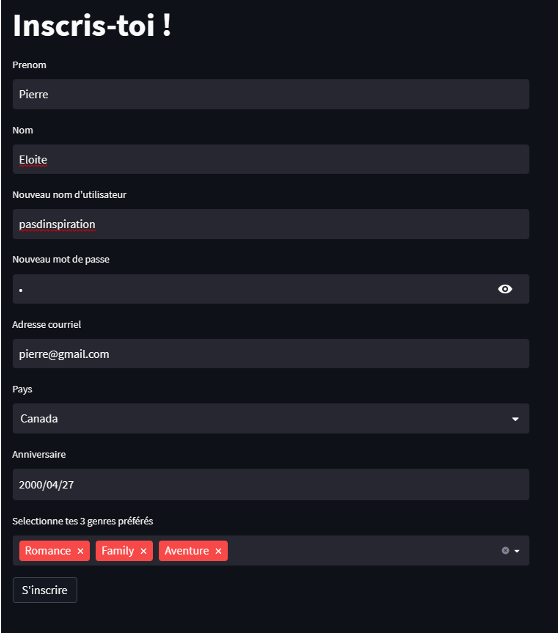 Inscris-toi !
Prenom
Pierre
Nom
Eloite
Nouveau nom d'utilisateur
pasdinspiration
Nouveau mot de passe
•
Adresse courriel
pierre@gmail.com
Pays
Canada
Anniversaire
2000/04/27
Selectionne tes 3 genres préférés
Romance × Family × Aventure ×
S'inscrire